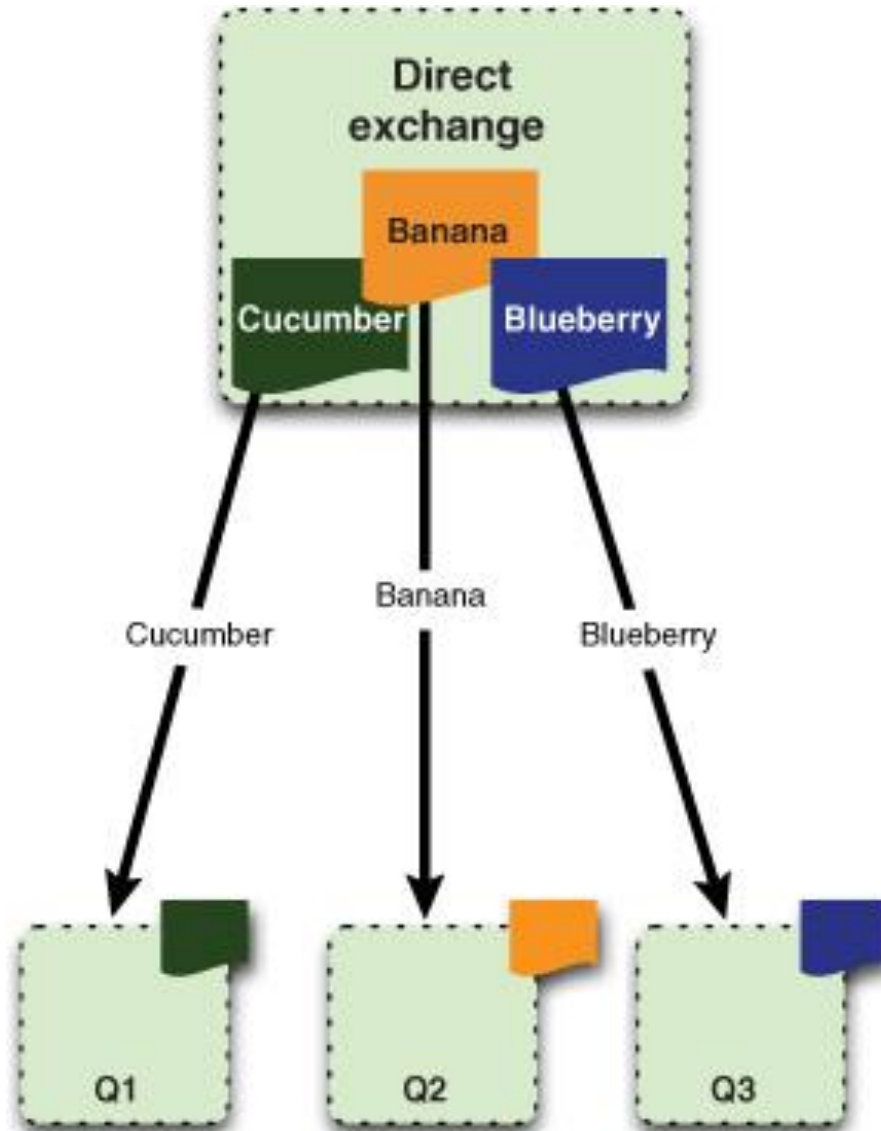 Direct
exchange
Banana
Cucumber
Blueberry
Banana
Cucumber
Blueberry
Q1
Q2
Q3